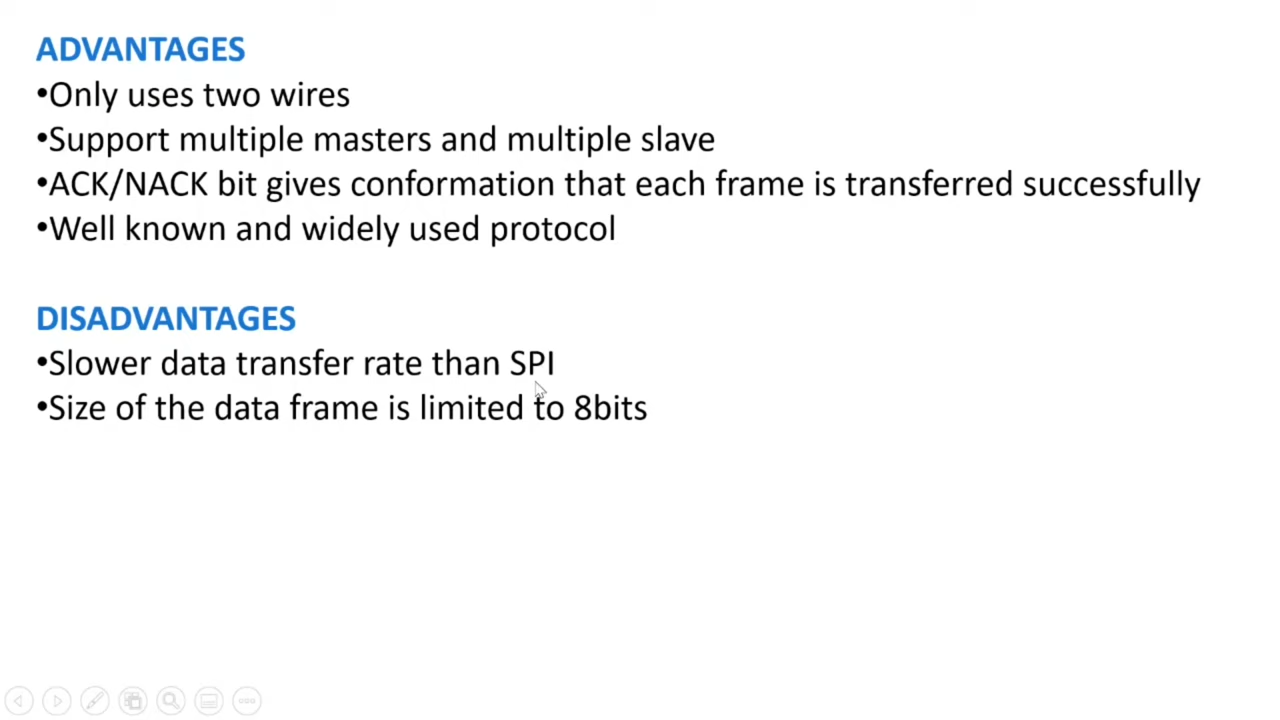 ADVANTAGES
•Only uses two wires
•Support multiple masters and multiple slave
•ACK/NACK bit gives conformation that each frame is transferred successfully
•Well known and widely used protocol
DISADVANTAGES
•Slower data transfer rate than SPI
•Size of the data frame is limited to 8bits